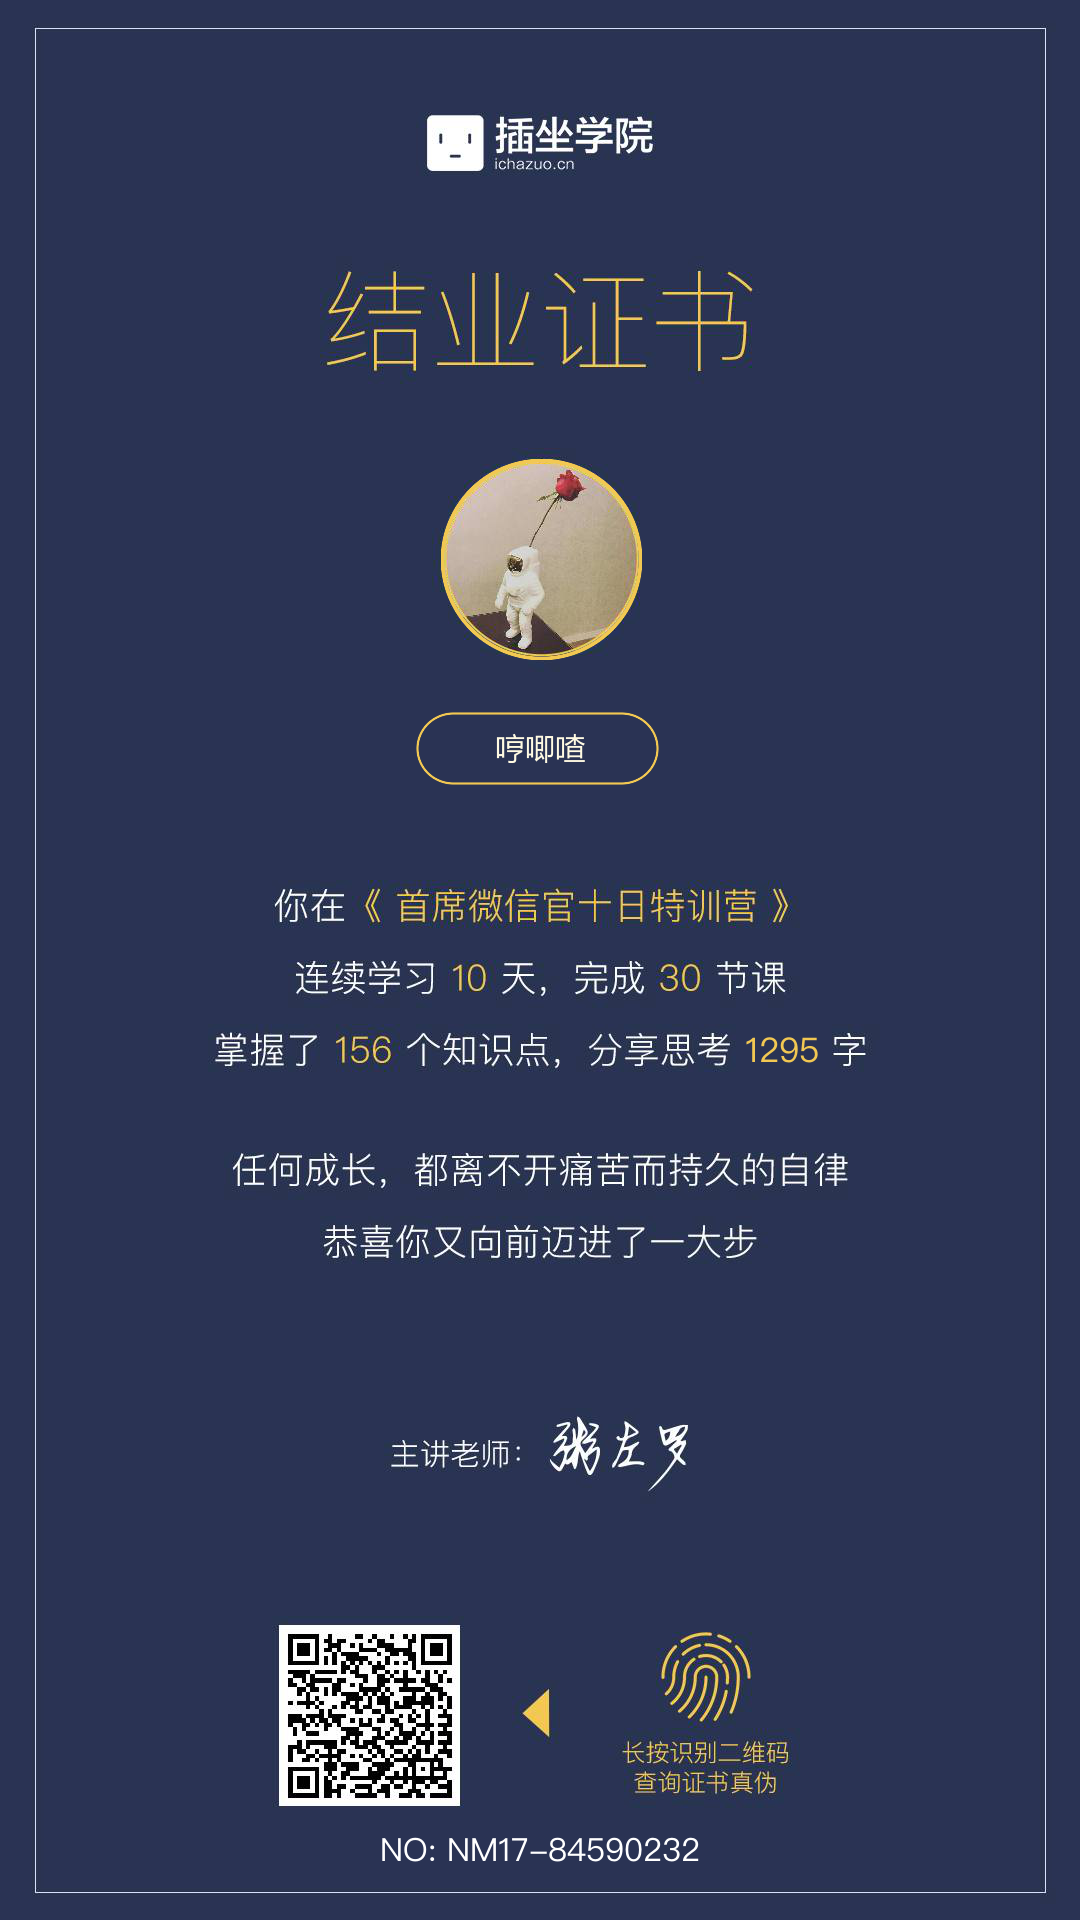 插坐学院
ichazuo.cn
结业证书
哼唧喳
你在《 首席微信官十日特训营 》
连续学习 10 天，完成 30 节课
掌握了 156 个知识点，分享思考 1295 字
任何成长，都离不开痛苦而持久的自律
恭喜你又向前迈进了一大步
主讲老师：粥左罗
长按识别二维码
查询证书真伪
NO: NM17-84590232